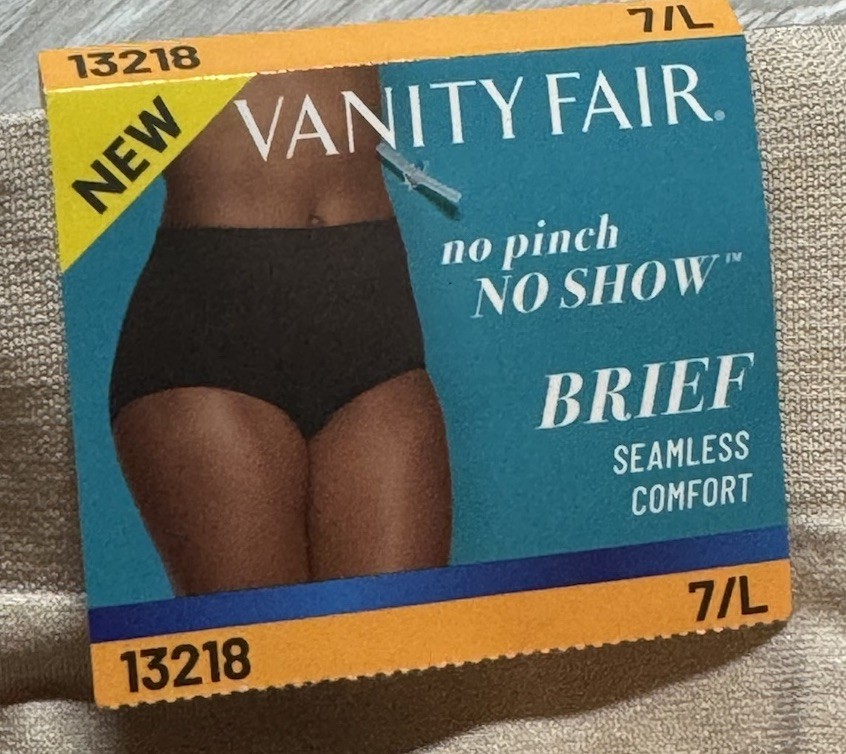 13218 7/L
NEW
VANITY FAIR®
no pinch
NO SHOW™
BRIEF
SEAMLESS
COMFORT
7/L
13218